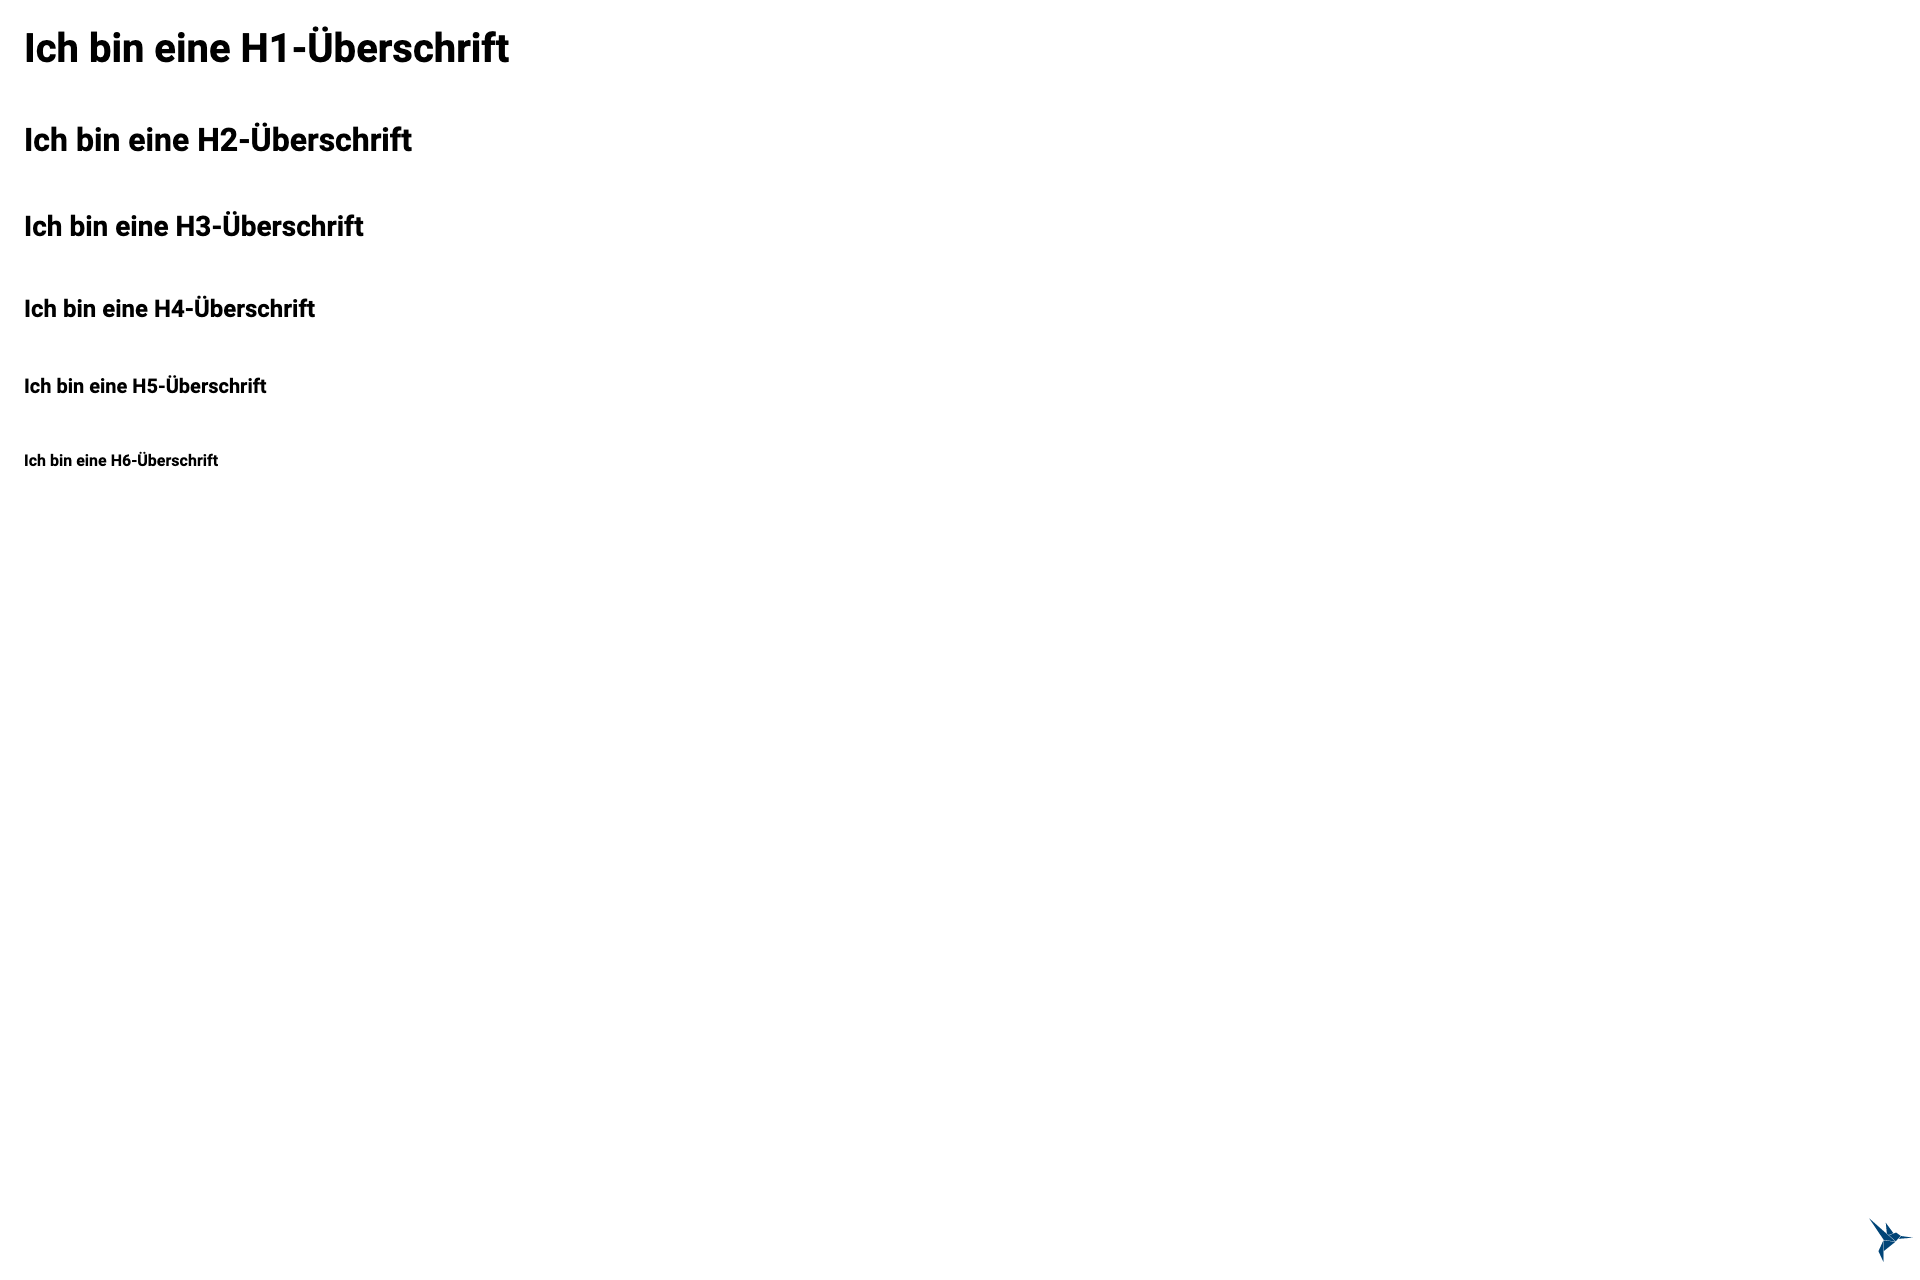 Ich bin eine H1-Überschrift
Ich bin eine H2-Überschrift
Ich bin eine H3-Überschrift
Ich bin eine H4-Überschrift
Ich bin eine H5-Überschrift
Ich bin eine H6-Überschrift